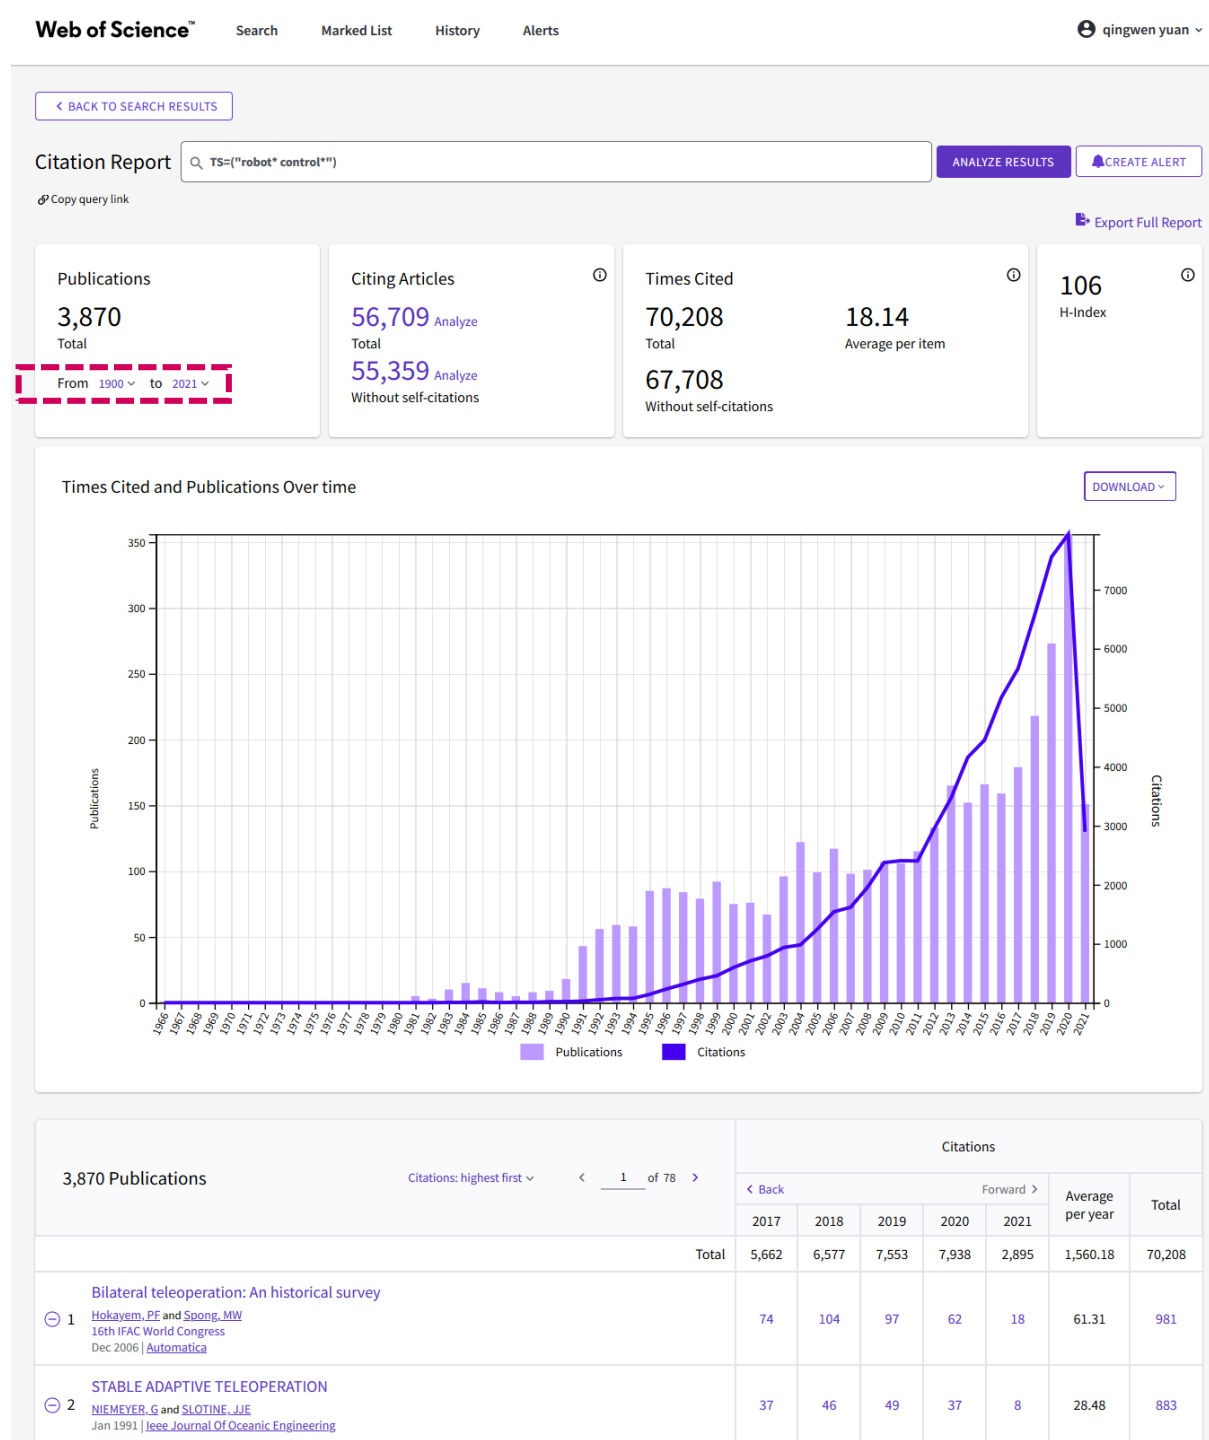 Web of Science™ Search Marked List History Alerts qingwen yuan
BACK TO SEARCH RESULTS
Citation Report TS=("robot* control*") ANALYZE RESULTS CREATE ALERT
Copy query link
Export Full Report
Publications
3,870
Total
From 1900 to 2021
Citing Articles
56,709 Analyze
Total
55,359 Analyze
Without self-citations
Times Cited
70,208
Total
18.14
Average per item
67,708
Without self-citations
106
H-Index
Times Cited and Publications Over time
DOWNLOAD
350
300
250
200
150
100
50
0
Publications
7000
6000
5000
4000
3000
2000
1000
0
Citations
1966 1967 1968 1969 1970 1971 1972 1973 1974 1975 1976 1977 1978 1979 1980 1981 1982 1983 1984 1985 1986 1987 1988 1989 1990 1991 1992 1993 1994 1995 1996 1997 1998 1999 2000 2001 2002 2003 2004 2005 2006 2007 2008 2009 2010 2011 2012 2013 2014 2015 2016 2017 2018 2019 2020 2021
Publications Citations
3,870 Publications
Citations: highest first
1 of 78
Citations
Back Forward
2017 2018 2019 2020 2021 Average per year Total
Total 5,662 6,577 7,553 7,938 2,895 1,560.18 70,208
1 Bilateral teleoperation: An historical survey
Hokayem, PF and Spong, MW
16th IFAC World Congress
Dec 2006 | Automatica
74 104 97 62 18 61.31 981
2 STABLE ADAPTIVE TELEOPERATION
NIEMEYER, G and SLOTINE, JJE
Jan 1991 | Ieee Journal Of Oceanic Engineering
37 46 49 37 8 28.48 883